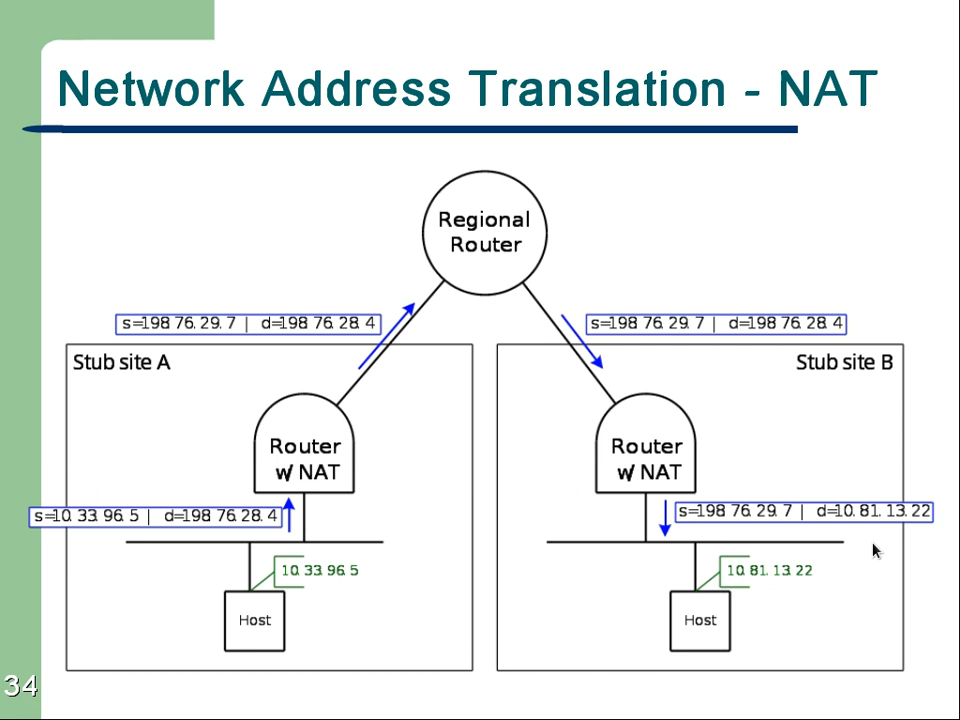 Network Address Translation - NAT
Regional
Router
s=198.76.29.7 | d=198.76.28.4
s=198.76.29.7 | d=198.76.28.4
Stub site A
Stub site B
Router
w/ NAT
Router
w/ NAT
s=10.33.96.5 | d=198.76.28.4
s=198.76.29.7 | d=10.81.13.22
10.33.96.5
10.81.13.22
Host
Host
34